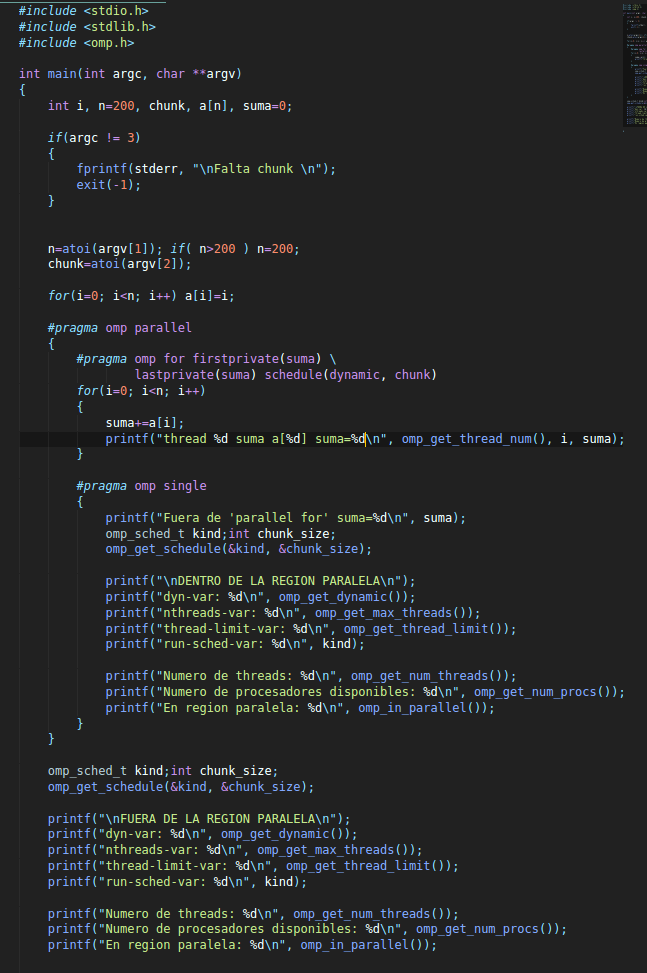 #include <stdio.h>
#include <stdlib.h>
#include <omp.h>

int main(int argc, char **argv)
{
    int i, n=200, chunk, a[n], suma=0;

    if(argc != 3)
    {
        fprintf(stderr, "\nFalta chunk \n");
        exit(-1);
    }


    n=atoi(argv[1]); if( n>200 ) n=200;
    chunk=atoi(argv[2]);

    for(i=0; i<n; i++) a[i]=i;

    #pragma omp parallel
    {
        #pragma omp for firstprivate(suma) \
                lastprivate(suma) schedule(dynamic, chunk)
        for(i=0; i<n; i++)
        {
            suma+=a[i];
            printf("thread %d suma a[%d] suma=%d\n", omp_get_thread_num(), i, suma);
        }

        #pragma omp single
        {
            printf("Fuera de 'parallel for' suma=%d\n", suma);
            omp_sched_t kind;int chunk_size;
            omp_get_schedule(&kind, &chunk_size);

            printf("\nDENTRO DE LA REGION PARALELA\n");
            printf("dyn-var: %d\n", omp_get_dynamic());
            printf("nthreads-var: %d\n", omp_get_max_threads());
            printf("thread-limit-var: %d\n", omp_get_thread_limit());
            printf("run-sched-var: %d\n", kind);

            printf("Numero de threads: %d\n", omp_get_num_threads());
            printf("Numero de procesadores disponibles: %d\n", omp_get_num_procs());
            printf("En region paralela: %d\n", omp_in_parallel());
        }
    }

    omp_sched_t kind;int chunk_size;
    omp_get_schedule(&kind, &chunk_size);

    printf("\nFUERA DE LA REGION PARALELA\n");
    printf("dyn-var: %d\n", omp_get_dynamic());
    printf("nthreads-var: %d\n", omp_get_max_threads());
    printf("thread-limit-var: %d\n", omp_get_thread_limit());
    printf("run-sched-var: %d\n", kind);

    printf("Numero de threads: %d\n", omp_get_num_threads());
    printf("Numero de procesadores disponibles: %d\n", omp_get_num_procs());
    printf("En region paralela: %d\n", omp_in_parallel());